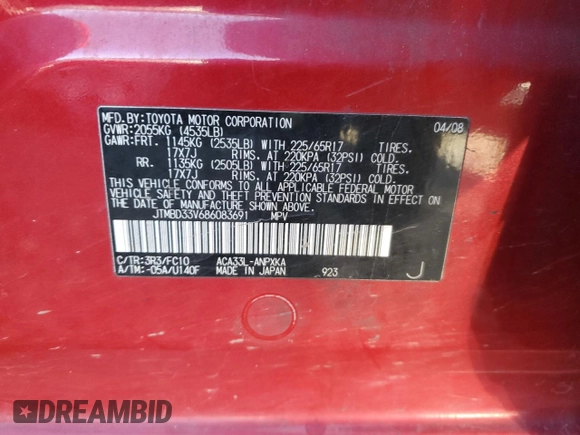 MFD.BY:TOYOTA MOTOR CORPORATION 04/08
GVWR:2055KG (4535LB)
GAWR:FRT. 1145KG (2535LB) WITH 225/65R17 TIRES.
17X7J RIMS. AT 220KPA (32PSI) COLD.
RR. 1135KG (2505LB) WITH 225/65R17 TIRES.
17X7J RIMS. AT 220KPA (32PSI) COLD.
THIS VEHICLE CONFORMS TO ALL APPLICABLE FEDERAL MOTOR
VEHICLE SAFETY AND THEFT PREVENTION STANDARDS IN EFFECT ON
THE DATE OF MANUFACTURE SHOWN ABOVE.
JTMBD33V686083691 MPV
C/TR:3R3/FC10 ACA33L-ANPXKA
A/TM:-05A/U140F MADE IN JAPAN 923 J
DREAMBID